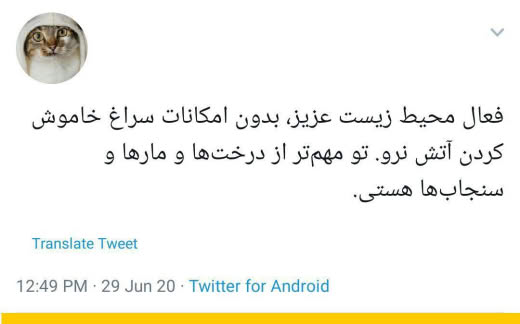 فعال محیط زیست عزیز، بدون امکانات سراغ خاموش
کردن آتش نرو. تو مهم‌تر از درخت‌ها و مارها و
سنجاب‌ها هستی.
Translate Tweet
12:49 PM · 29 Jun 20 · Twitter for Android